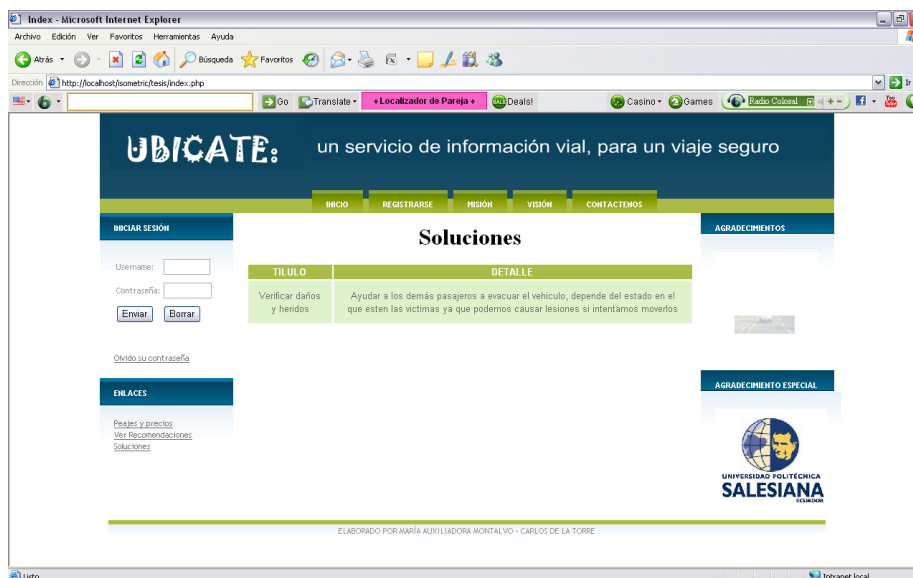 Index - Microsoft Internet Explorer
Archivo Edición Ver Favoritos Herramientas Ayuda
Atrás Búsqueda Favoritos
Dirección http://localhost/isometric/tesis/index.php Ir
Go Translate +Localizador de Pareja + SALE Deals! Casino Games Radio Colosal You Tube
UBICATE: un servicio de información vial, para un viaje seguro
INICIO REGISTRARSE MISIÓN VISIÓN CONTACTENOS
INICIAR SESIÓN
Username:
Contraseña:
Enviar Borrar
Olvido su contraseña
ENLACES
Peajes y precios
Ver Recomendaciones
Soluciones
Soluciones
TILULO DETALLE
Verificar daños
y heridos
Ayudar a los demás pasajeros a evacuar el vehiculo, depende del estado en el
que esten las victimas ya que podemos causar lesiones si intentamos moverlos
AGRADECIMIENTOS
AGRADECIMIENTO ESPECIAL
UNIVERSIDAD POLITÉCNICA
SALESIANA
ECUADOR
ELABORADO POR MARÍA AUXILIADORA MONTALVO - CARLOS DE LA TORRE
Listo Intranet local